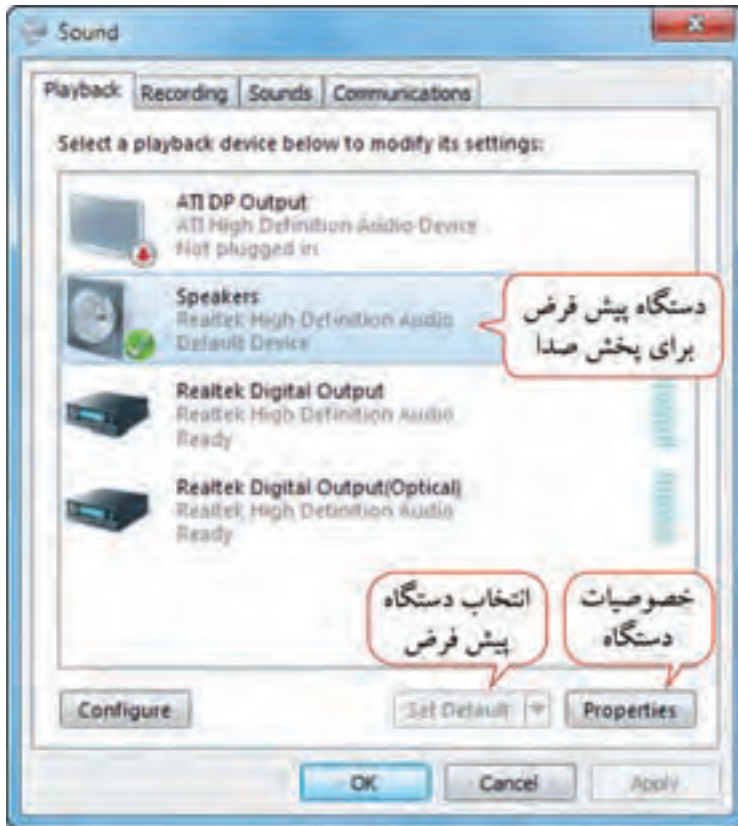 Sound
Playback Recording Sounds Communications
Select a playback device below to modify its settings:
ATI DP Output
ATI High Definition Audio Device
Not plugged in
Speakers
Realtek High Definition Audio
Default Device
دستگاه پیش فرض
برای پخش صدا
Realtek Digital Output
Realtek High Definition Audio
Ready
Realtek Digital Output(Optical)
Realtek High Definition Audio
Ready
انتخاب دستگاه
پیش فرض
خصوصیات
دستگاه
Configure Set Default Properties
OK Cancel Apply